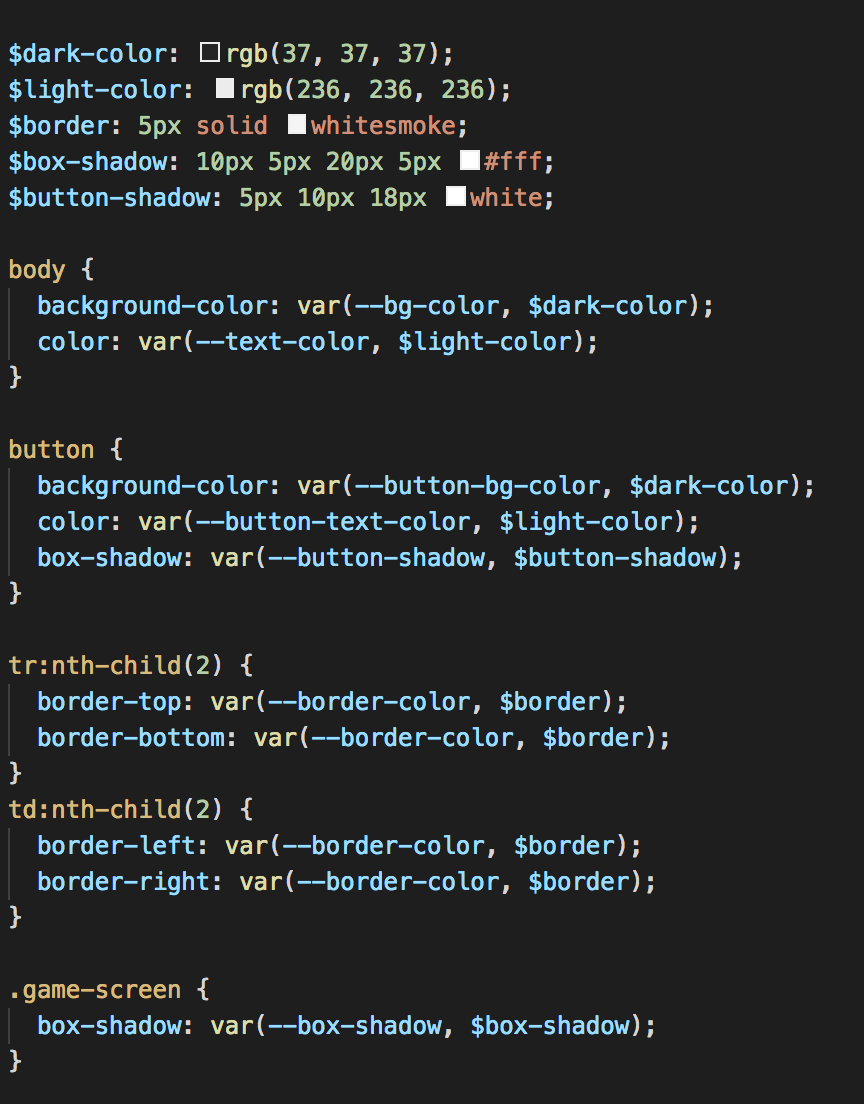 $dark-color: rgb(37, 37, 37);
$light-color: rgb(236, 236, 236);
$border: 5px solid whitesmoke;
$box-shadow: 10px 5px 20px 5px #fff;
$button-shadow: 5px 10px 18px white;

body {
  background-color: var(--bg-color, $dark-color);
  color: var(--text-color, $light-color);
}

button {
  background-color: var(--button-bg-color, $dark-color);
  color: var(--button-text-color, $light-color);
  box-shadow: var(--button-shadow, $button-shadow);
}

tr:nth-child(2) {
  border-top: var(--border-color, $border);
  border-bottom: var(--border-color, $border);
}
td:nth-child(2) {
  border-left: var(--border-color, $border);
  border-right: var(--border-color, $border);
}

.game-screen {
  box-shadow: var(--box-shadow, $box-shadow);
}